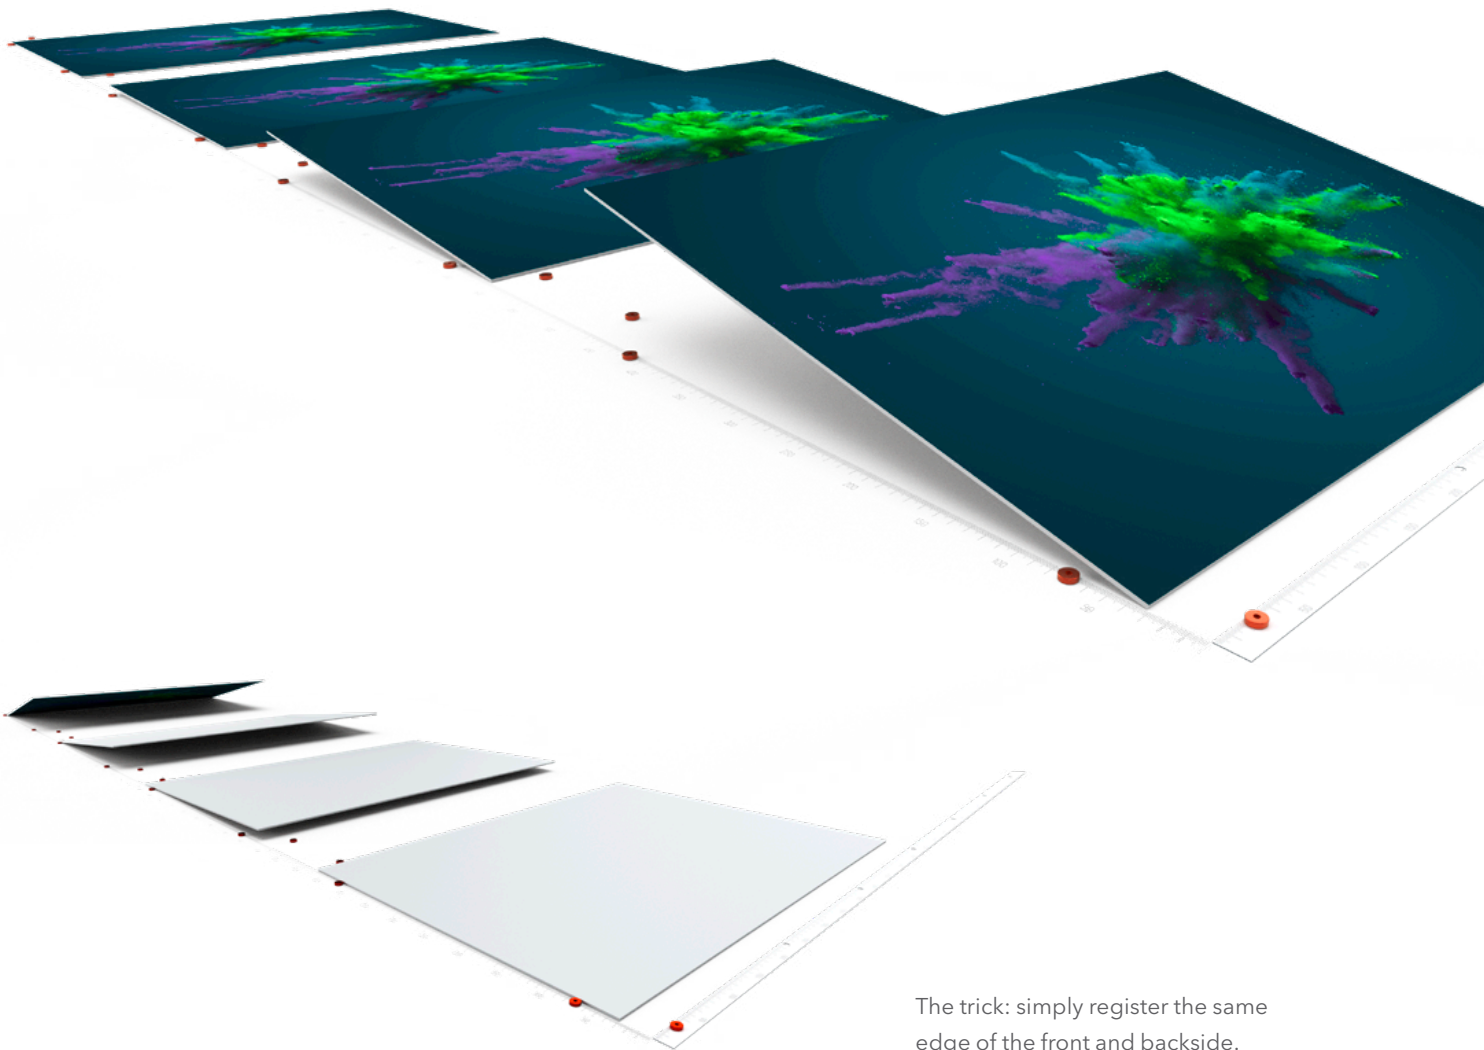 The trick: simply register the same
edge of the front and backside.